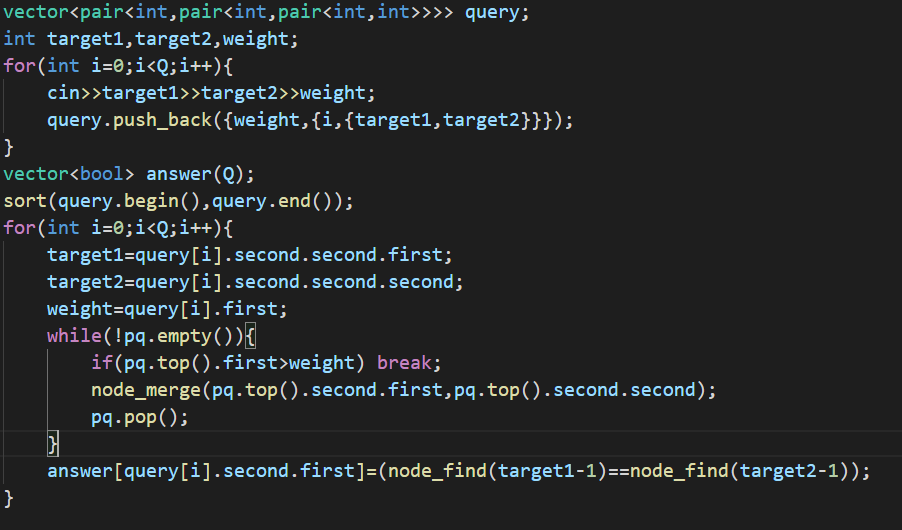 vector<pair<int,pair<int,pair<int,int>>>> query;
int target1,target2,weight;
for(int i=0;i<Q;i++){
    cin>>target1>>target2>>weight;
    query.push_back({weight,{i,{target1,target2}}});
}
vector<bool> answer(Q);
sort(query.begin(),query.end());
for(int i=0;i<Q;i++){
    target1=query[i].second.second.first;
    target2=query[i].second.second.second;
    weight=query[i].first;
    while(!pq.empty()){
        if(pq.top().first>weight) break;
        node_merge(pq.top().second.first,pq.top().second.second);
        pq.pop();
    }
    answer[query[i].second.first]=(node_find(target1-1)==node_find(target2-1));
}